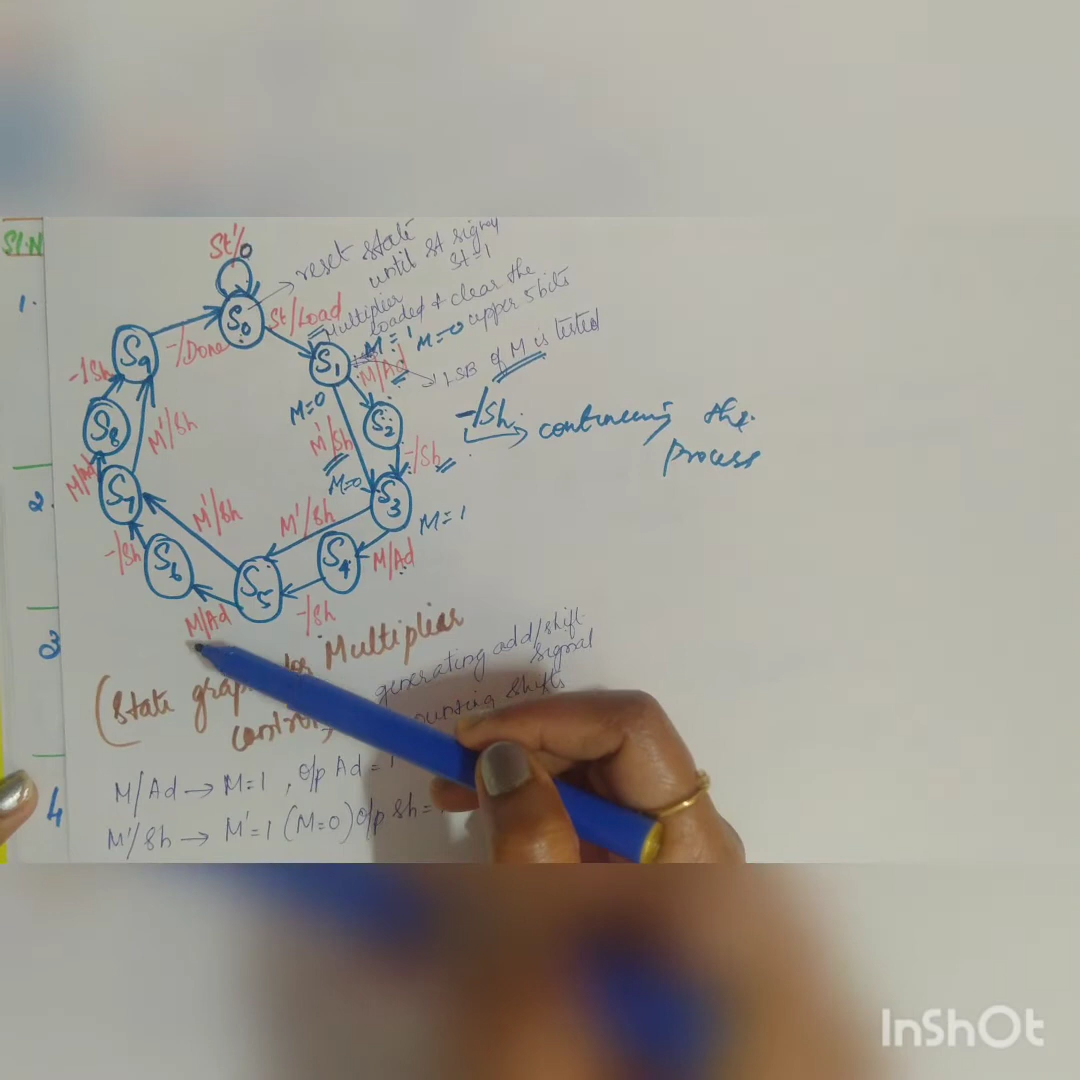 Sl.N
1.
2.
3
4
St'/0
reset state
until st signal
St=1
S0
St/Load
Multiplier
loaded & clear the
upper 5 bits
M=1
M=0
S9
-/Done
S1
M/Ad
LSB of M is tested
-/Sh
M=0
S8
M'/Sh
S2
-/Sh
continuing the
process
M'/Sh
-/Sh
M=0
M/Ad
S7
S3
M'/Sh
M'/Sh
M=1
-/Sh
S6
S5
S4
M/Ad
M/Ad
-/Sh
(State graph for Multiplier
control
generating add/shift
signal
counting shifts
M/Ad → M=1, o/p Ad=1
M'/Sh → M'=1 (M=0) o/p Sh=
InShOt